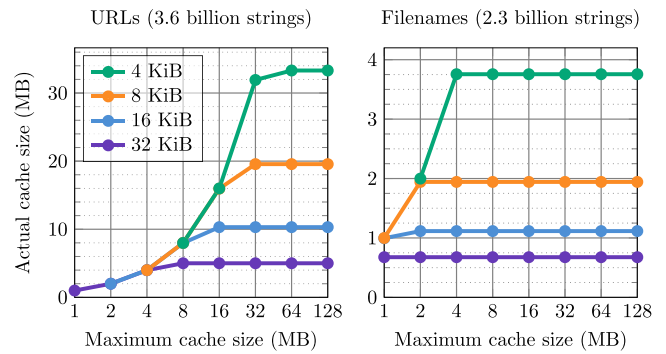 URLs (3.6 billion strings)
Filenames (2.3 billion strings)
Actual cache size (MB)
30
20
10
0
4 KiB
8 KiB
16 KiB
32 KiB
1 2 4 8 16 32 64 128
Maximum cache size (MB)
4
3
2
1
0
1 2 4 8 16 32 64 128
Maximum cache size (MB)